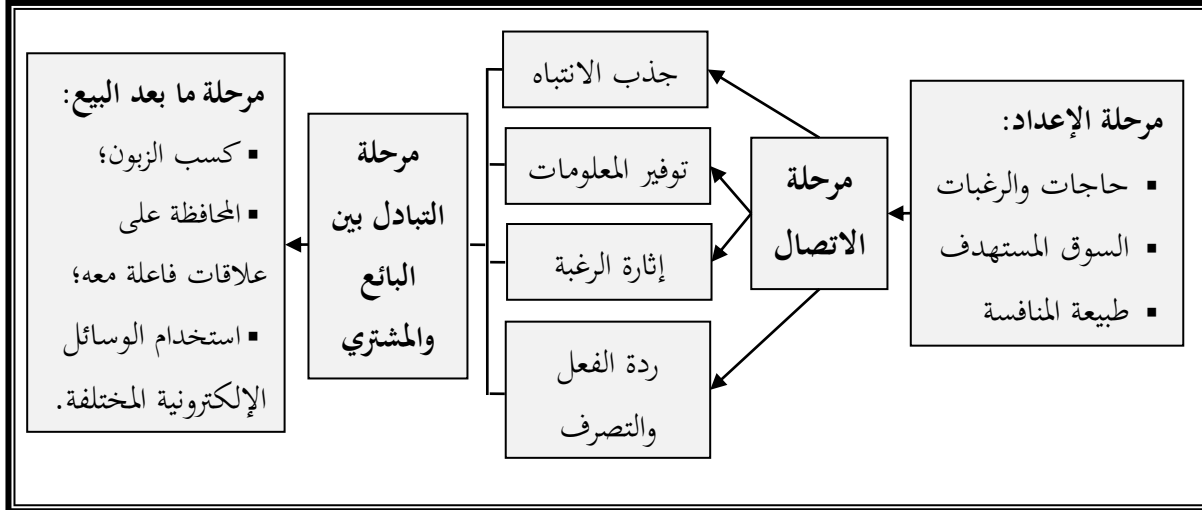 مرحلة الإعداد:
▪ حاجات والرغبات
▪ السوق المستهدف
▪ طبيعة المنافسة
مرحلة
الاتصال
جذب الانتباه
توفير المعلومات
إثارة الرغبة
ردة الفعل
والتصرف
مرحلة
التبادل بين
البائع
والمشتري
مرحلة ما بعد البيع:
▪ كسب الزبون؛
▪ المحافظة على
علاقات فاعلة معه؛
▪ استخدام الوسائل
الإلكترونية المختلفة.